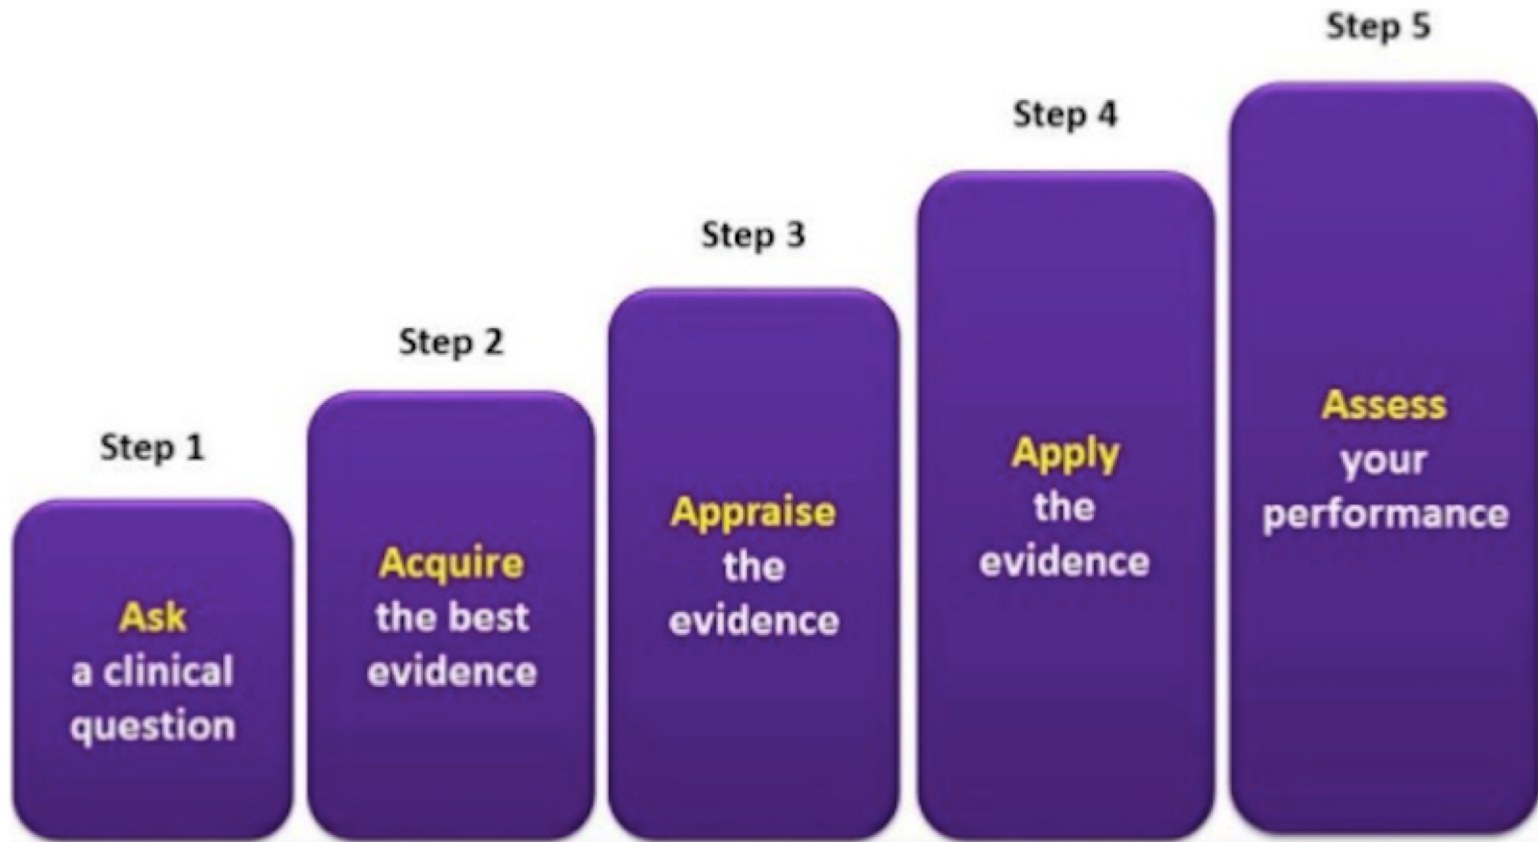 Step 1
Ask
a clinical
question
Step 2
Acquire
the best
evidence
Step 3
Appraise
the
evidence
Step 4
Apply
the
evidence
Step 5
Assess
your
performance